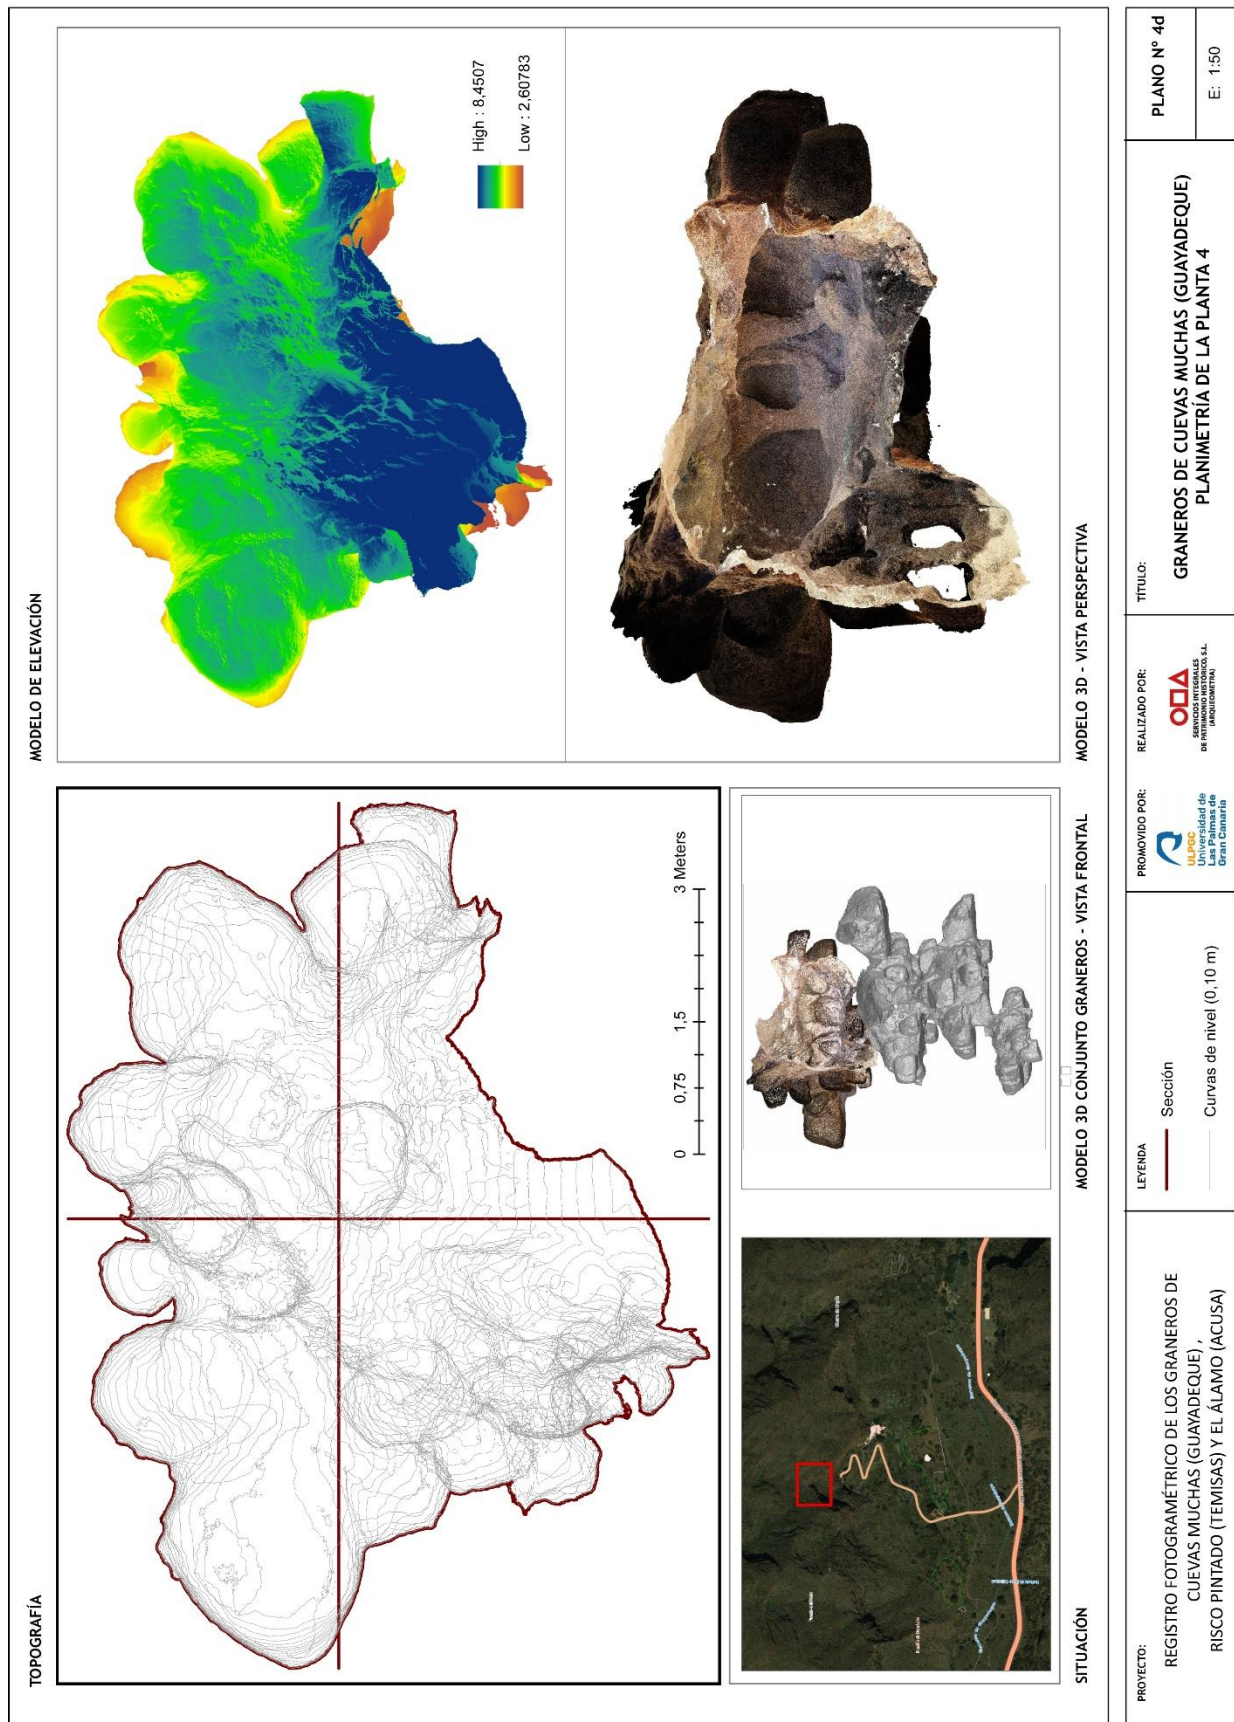 TOPOGRAFÍA
0
0,75
1,5
3 Meters
MODELO DE ELEVACIÓN
High : 8,4507
Low : 2,60783
SITUACIÓN
MODELO 3D CONJUNTO GRANEROS - VISTA FRONTAL
MODELO 3D - VISTA PERSPECTIVA
PROYECTO:
REGISTRO FOTOGRAMÉTRICO DE LOS GRANEROS DE
CUEVAS MUCHAS (GUAYADEQUE) ,
RISCO PINTADO (TEMISAS) Y EL ÁLAMO (ACUSA)
LEYENDA
Sección
Curvas de nivel (0,10 m)
PROMOVIDO POR:
ULPGC
Universidad de
Las Palmas de
Gran Canaria
REALIZADO POR:
SERVICIOS INTEGRALES
DE PATRIMONIO HISTÓRICO, S.L.
(ARQUEOMETRA)
TÍTULO:
GRANEROS DE CUEVAS MUCHAS (GUAYADEQUE)
PLANIMETRÍA DE LA PLANTA 4
PLANO Nº 4d
E: 1:50